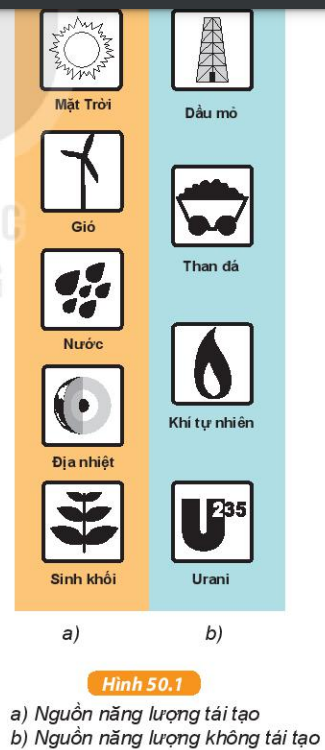 Mặt Trời
Dầu mỏ
Gió
Than đá
Nước
Khí tự nhiên
Địa nhiệt
U235
Sinh khối
Urani
a)
b)
Hình 50.1
a) Nguồn năng lượng tái tạo
b) Nguồn năng lượng không tái tạo